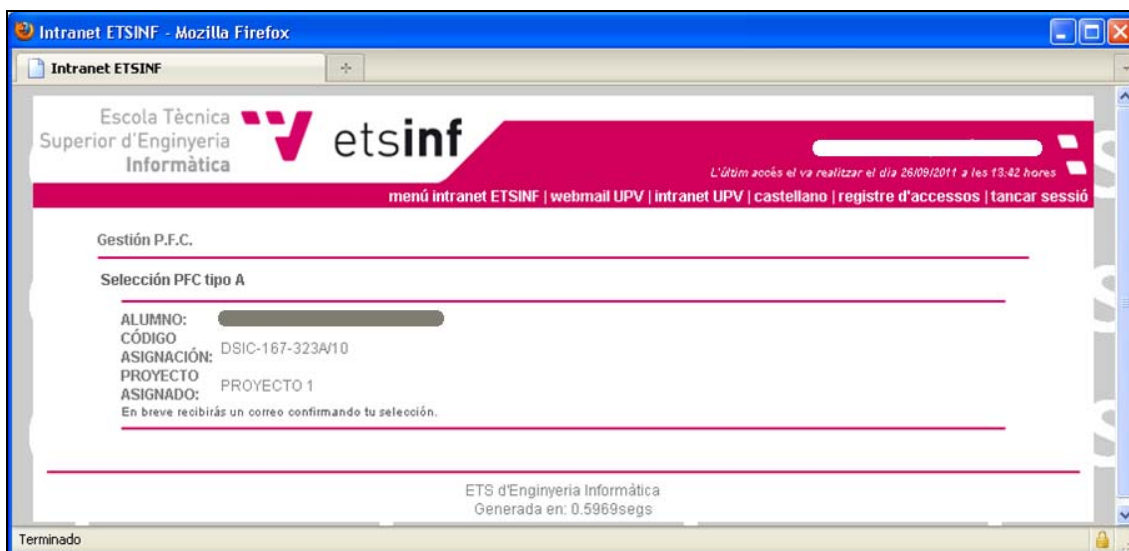 Intranet ETSINF - Mozilla Firefox
Intranet ETSINF
Escola Tècnica
Superior d'Enginyeria
Informàtica
etsinf
L'últim accés el va realitzar el dia 26/09/2011 a les 13:42 hores
menú intranet ETSINF | webmail UPV | intranet UPV | castellano | registre d'accessos | tancar sessió
Gestión P.F.C.
Selección PFC tipo A
ALUMNO:
CÓDIGO
ASIGNACIÓN: DSIC-167-323A/10
PROYECTO
ASIGNADO: PROYECTO 1
En breve recibirás un correo confirmando tu selección.
ETS d'Enginyeria Informàtica
Generada en: 0.5969segs
Terminado